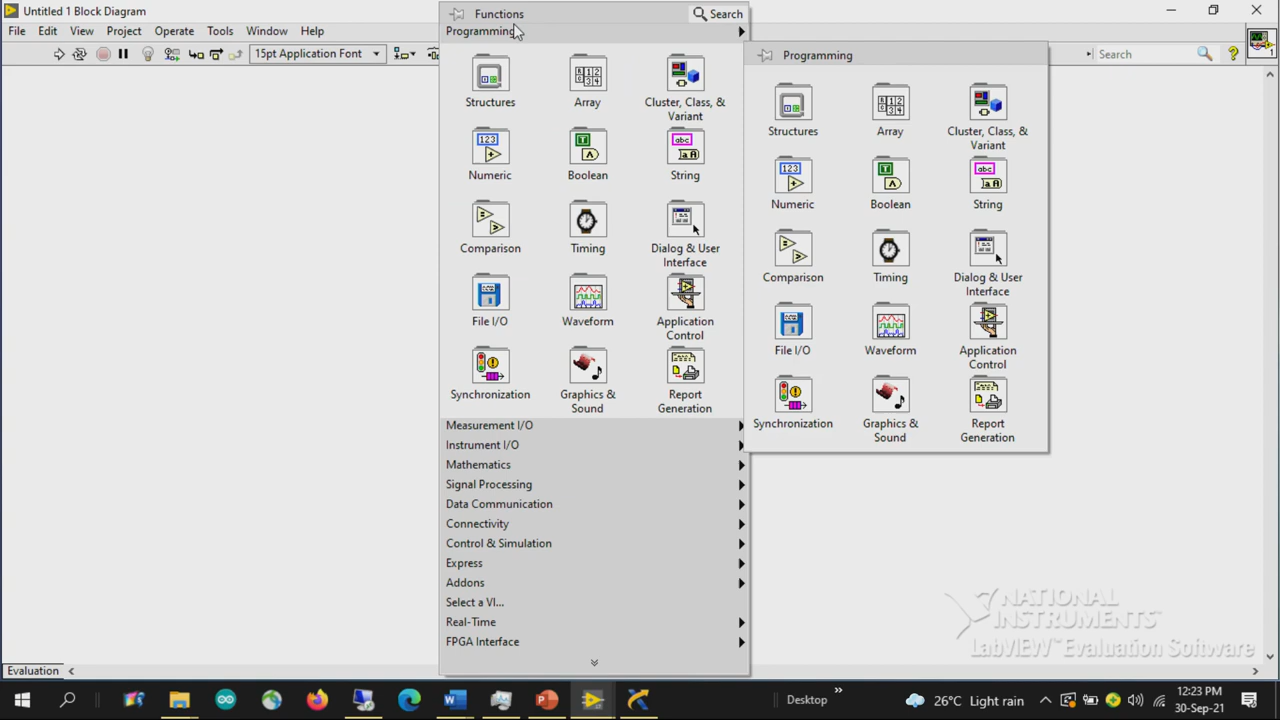 Untitled 1 Block Diagram
File Edit View Project Operate Tools Window Help
15pt Application Font
Search
Functions
Search
Programming
Structures
Array
Cluster, Class, &
Variant
Numeric
Boolean
String
Comparison
Timing
Dialog & User
Interface
File I/O
Waveform
Application
Control
Synchronization
Graphics &
Sound
Report
Generation
Measurement I/O
Instrument I/O
Mathematics
Signal Processing
Data Communication
Connectivity
Control & Simulation
Express
Addons
Select a VI...
Real-Time
FPGA Interface
Programming
Structures
Array
Cluster, Class, &
Variant
Numeric
Boolean
String
Comparison
Timing
Dialog & User
Interface
File I/O
Waveform
Application
Control
Synchronization
Graphics &
Sound
Report
Generation
NATIONAL
INSTRUMENTS™
LabVIEW™ Evaluation Software
Evaluation
Desktop
26°C Light rain
12:23 PM
30-Sep-21